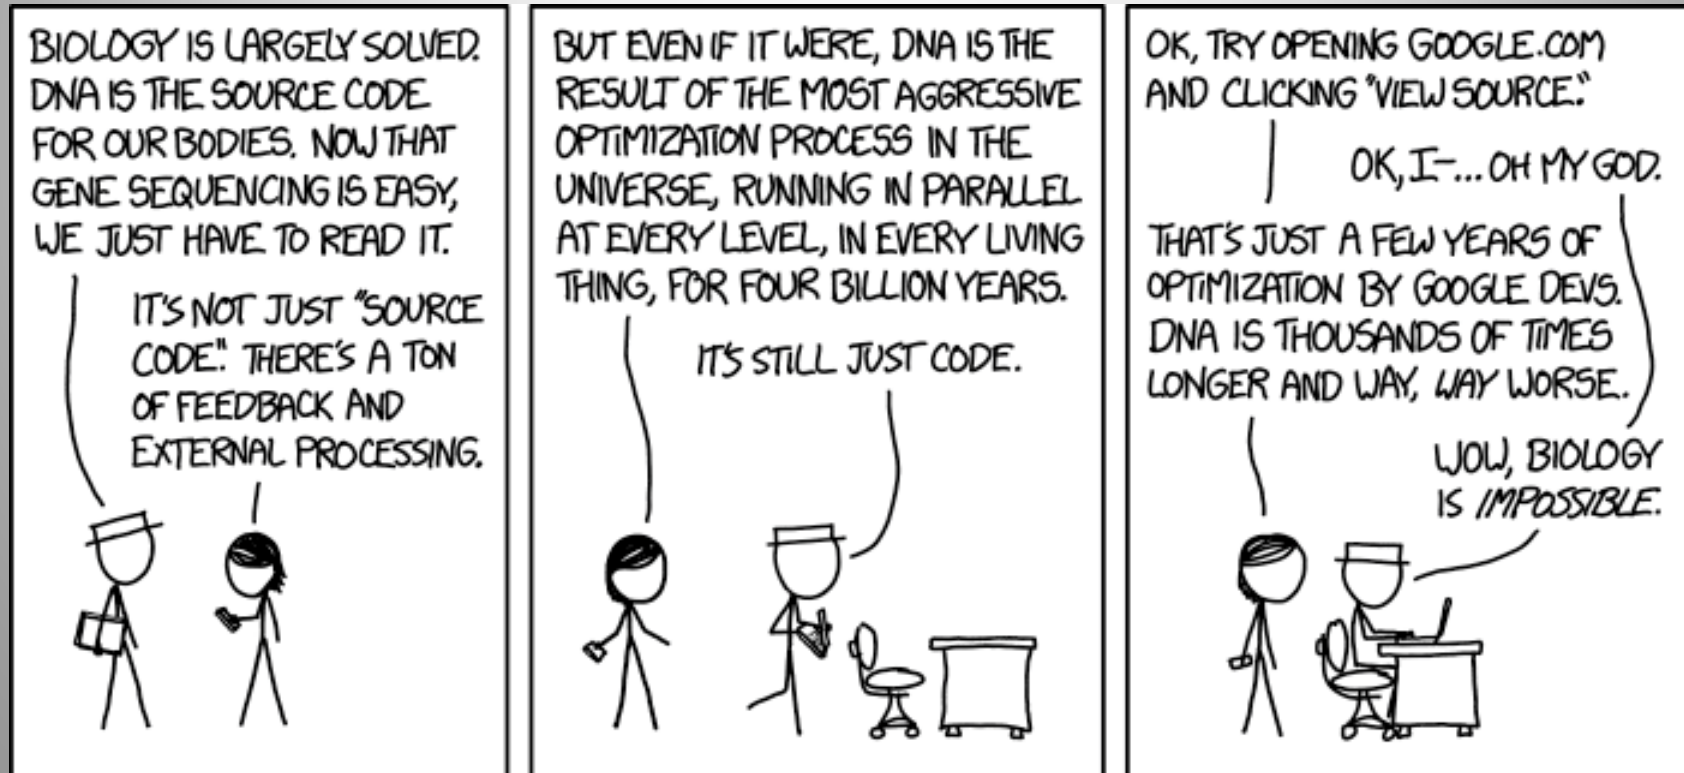 BIOLOGY IS LARGELY SOLVED.
DNA IS THE SOURCE CODE
FOR OUR BODIES. NOW THAT
GENE SEQUENCING IS EASY,
WE JUST HAVE TO READ IT.
IT'S NOT JUST "SOURCE
CODE". THERE'S A TON
OF FEEDBACK AND
EXTERNAL PROCESSING.
BUT EVEN IF IT WERE, DNA IS THE
RESULT OF THE MOST AGGRESSIVE
OPTIMIZATION PROCESS IN THE
UNIVERSE, RUNNING IN PARALLEL
AT EVERY LEVEL, IN EVERY LIVING
THING, FOR FOUR BILLION YEARS.
IT'S STILL JUST CODE.
OK, TRY OPENING GOOGLE.COM
AND CLICKING "VIEW SOURCE."
OK, I-... OH MY GOD.
THAT'S JUST A FEW YEARS OF
OPTIMIZATION BY GOOGLE DEVS.
DNA IS THOUSANDS OF TIMES
LONGER AND WAY, WAY WORSE.
WOW, BIOLOGY
IS IMPOSSIBLE.